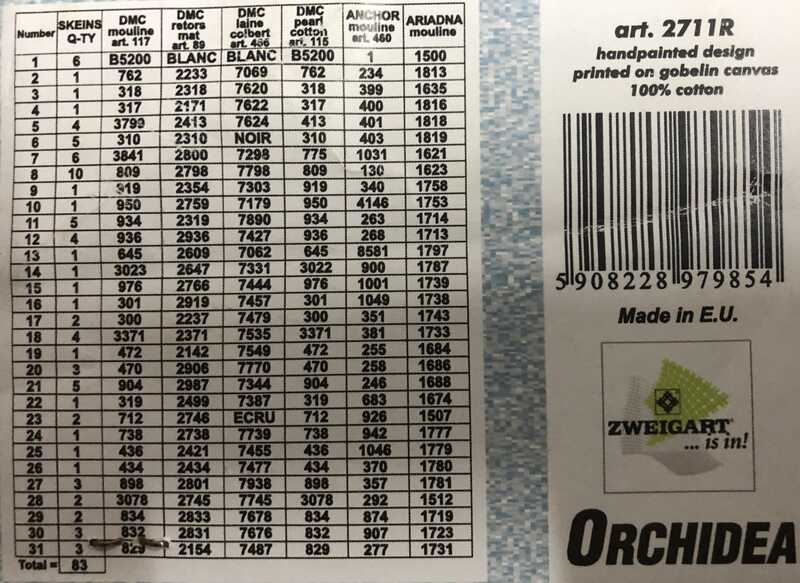 Number SKEINS Q-TY DMC mouline art. 117 DMC retors mat art. 89 DMC laine colbert art. 486 DMC pearl cotton art. 115 ANCHOR mouline art. 460 ARIADNA mouline
1 6 B5200 BLANC BLANC B5200 1 1500
2 1 762 2233 7069 762 234 1813
3 1 318 2318 7620 318 399 1635
4 1 317 2171 7622 317 400 1816
5 4 3799 2413 7624 413 401 1818
6 5 310 2310 NOIR 310 403 1819
7 6 3841 2800 7298 775 1031 1621
8 10 809 2798 7798 809 130 1623
9 1 919 2354 7303 919 340 1758
10 1 950 2759 7179 950 4146 1753
11 5 934 2319 7890 934 263 1714
12 4 936 2936 7427 936 268 1713
13 1 645 2609 7062 645 8581 1797
14 1 3023 2647 7331 3022 900 1787
15 1 976 2766 7444 976 1001 1739
16 1 301 2919 7457 301 1049 1738
17 2 300 2237 7479 300 351 1743
18 4 3371 2371 7535 3371 381 1733
19 1 472 2142 7549 472 255 1684
20 3 470 2906 7770 470 258 1686
21 5 904 2987 7344 904 246 1688
22 1 319 2499 7387 319 683 1674
23 2 712 2746 ECRU 712 926 1507
24 1 738 2738 7739 738 942 1777
25 1 436 2421 7455 436 1046 1779
26 1 434 2434 7477 434 370 1780
27 3 898 2801 7938 898 357 1781
28 2 3078 2745 7745 3078 292 1512
29 2 834 2833 7678 834 874 1719
30 3 832 2831 7676 832 907 1723
31 3 829 2154 7487 829 277 1731
Total = 83
art. 2711R
handpainted design
printed on gobelin canvas
100% cotton
5 908228 979854
Made in E.U.
ZWEIGART®
... is in!
ORCHIDEA